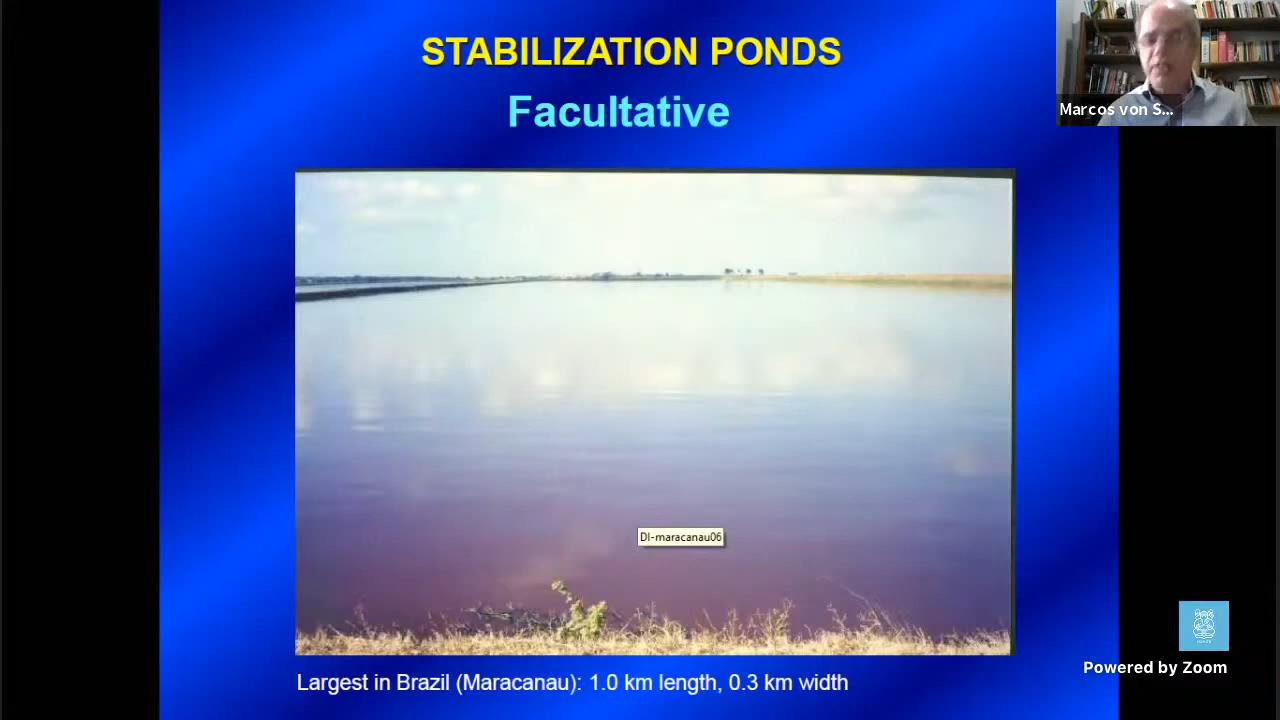 STABILIZATION PONDS
Facultative
Marcos von S...
DI-maracanau06
Powered by Zoom
Largest in Brazil (Maracanau): 1.0 km length, 0.3 km width